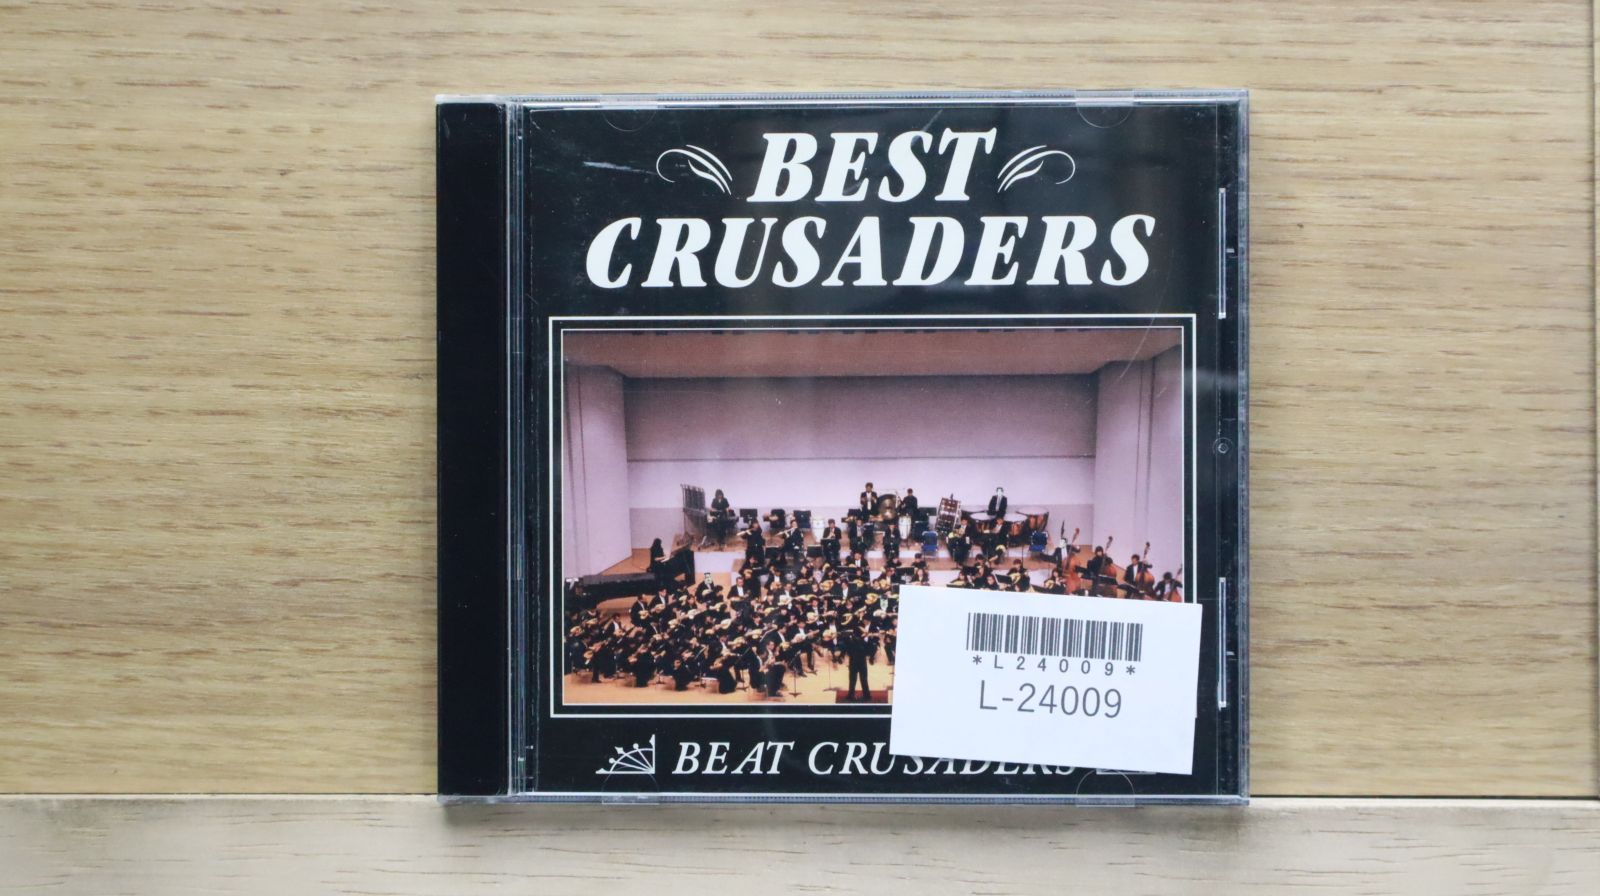 BEST
CRUSADERS
*L24009*
L-24009
BEAT CRUSADERS